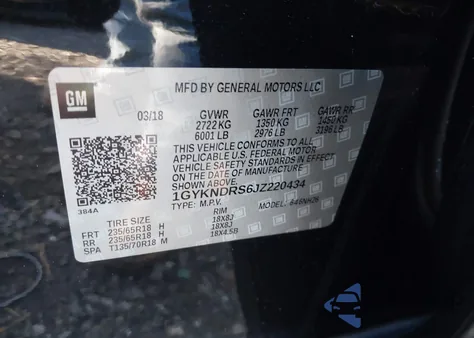 GM
MFD BY GENERAL MOTORS LLC
03/18 GVWR GAWR FRT GAWR RR
2722 KG 1350 KG 1450 KG
6001 LB 2976 LB 3196 LB
THIS VEHICLE CONFORMS TO ALL
APPLICABLE U.S. FEDERAL MOTOR
VEHICLE SAFETY STANDARDS IN EFFECT
ON THE DATE OF MANUFACTURE
SHOWN ABOVE.
1GYKNDRS6JZ220434
TYPE: M.P.V. MODEL: 6NH26
384A
TIRE SIZE RIM
FRT 235/65R18 H 18X8J
RR 235/65R18 H 18X8J
SPA T135/70R18 M 18X4.5B